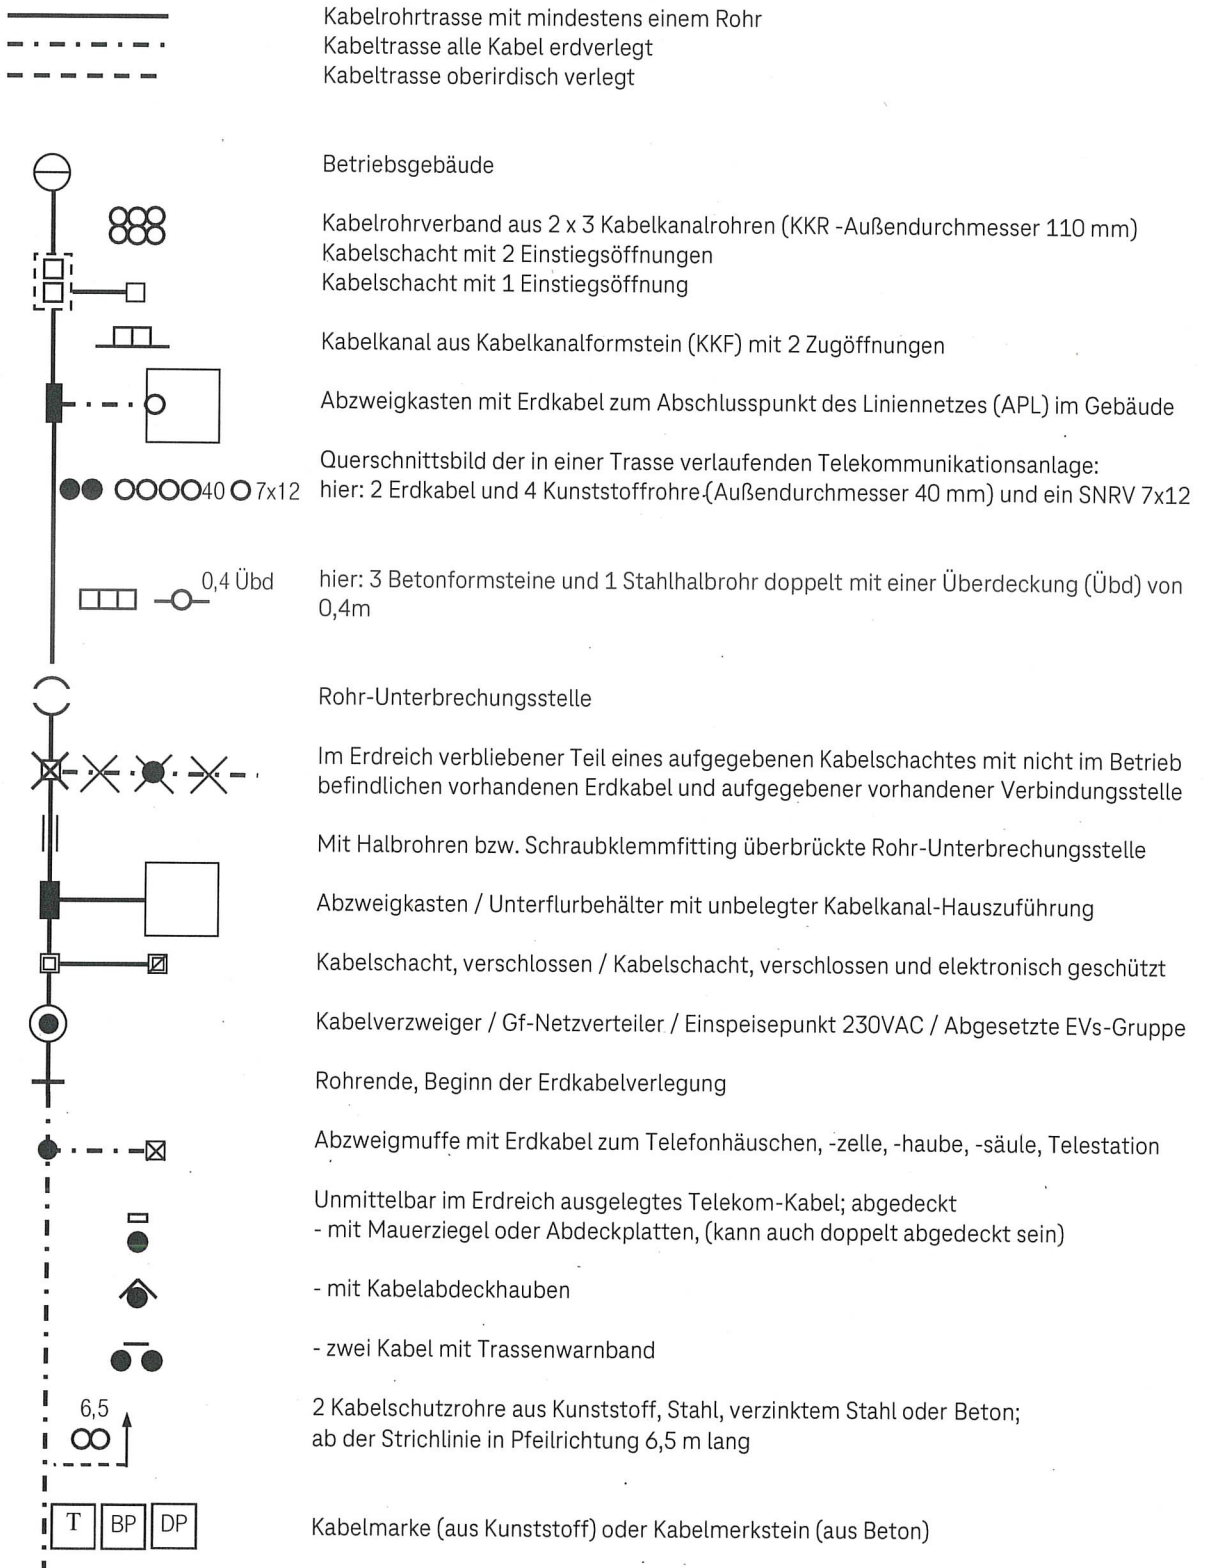 Kabelrohrtrasse mit mindestens einem Rohr
Kabeltrasse alle Kabel erdverlegt
Kabeltrasse oberirdisch verlegt
Betriebsgebäude
Kabelrohrverband aus 2 x 3 Kabelkanalrohren (KKR -Außendurchmesser 110 mm)
Kabelschacht mit 2 Einstiegsöffnungen
Kabelschacht mit 1 Einstiegsöffnung
Kabelkanal aus Kabelkanalformstein (KKF) mit 2 Zugöffnungen
Abzweigkasten mit Erdkabel zum Abschlusspunkt des Liniennetzes (APL) im Gebäude
Querschnittsbild der in einer Trasse verlaufenden Telekommunikationsanlage:
40 7x12 hier: 2 Erdkabel und 4 Kunststoffrohre (Außendurchmesser 40 mm) und ein SNRV 7x12
0,4 Übd hier: 3 Betonformsteine und 1 Stahlhalbrohr doppelt mit einer Überdeckung (Übd) von
0,4m
Rohr-Unterbrechungsstelle
Im Erdreich verbliebener Teil eines aufgegebenen Kabelschachtes mit nicht im Betrieb
befindlichen vorhandenen Erdkabel und aufgegebener vorhandener Verbindungsstelle
Mit Halbrohren bzw. Schraubklemmfitting überbrückte Rohr-Unterbrechungsstelle
Abzweigkasten / Unterflurbehälter mit unbelegter Kabelkanal-Hauszuführung
Kabelschacht, verschlossen / Kabelschacht, verschlossen und elektronisch geschützt
Kabelverzweiger / Gf-Netzverteiler / Einspeisepunkt 230VAC / Abgesetzte EVs-Gruppe
Rohrende, Beginn der Erdkabelverlegung
Abzweigmuffe mit Erdkabel zum Telefonhäuschen, -zelle, -haube, -säule, Telestation
Unmittelbar im Erdreich ausgelegtes Telekom-Kabel; abgedeckt
- mit Mauerziegel oder Abdeckplatten, (kann auch doppelt abgedeckt sein)
- mit Kabelabdeckhauben
- zwei Kabel mit Trassenwarnband
6,5 2 Kabelschutzrohre aus Kunststoff, Stahl, verzinktem Stahl oder Beton;
ab der Strichlinie in Pfeilrichtung 6,5 m lang
T BP DP Kabelmarke (aus Kunststoff) oder Kabelmerkstein (aus Beton)